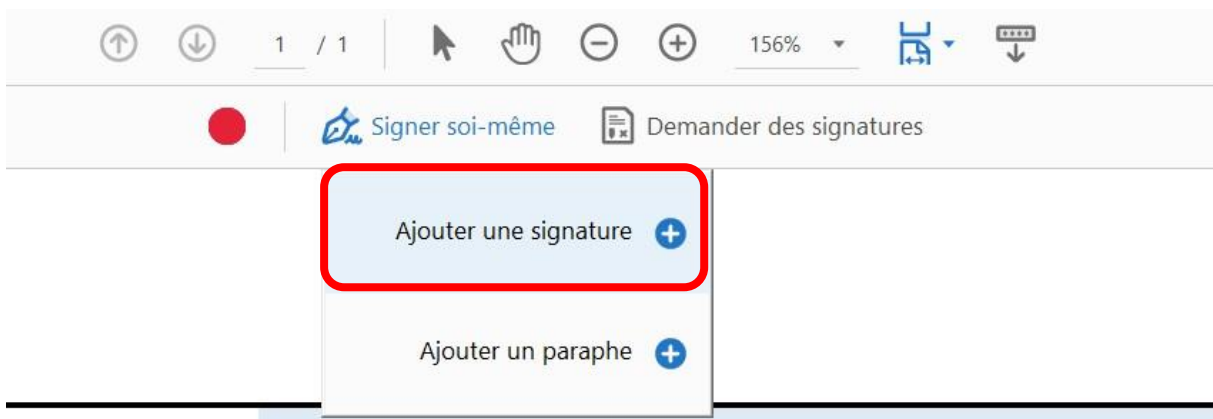 1 / 1 156%
Signer soi-même Demander des signatures
Ajouter une signature
Ajouter un paraphe